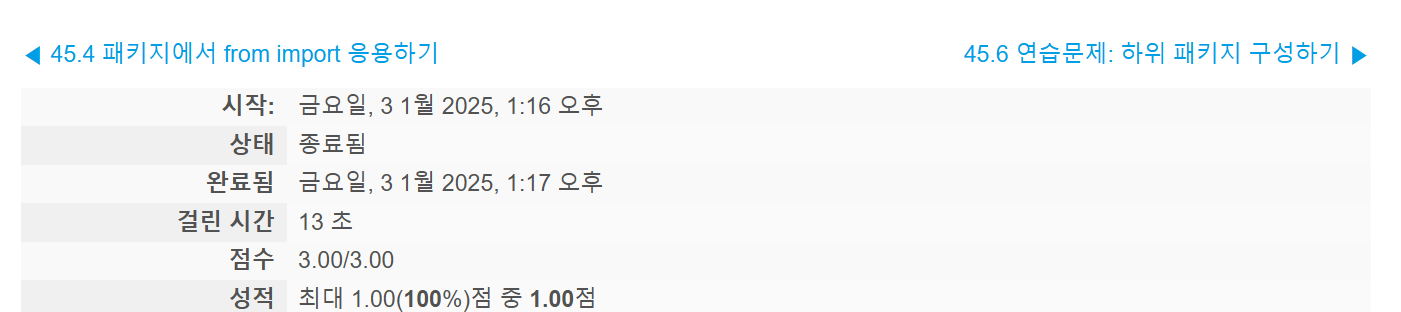 ◀ 45.4 패키지에서 from import 응용하기
45.6 연습문제: 하위 패키지 구성하기 ▶
시작: 금요일, 3 1월 2025, 1:16 오후
상태 종료됨
완료됨 금요일, 3 1월 2025, 1:17 오후
걸린 시간 13 초
점수 3.00/3.00
성적 최대 1.00(100%)점 중 1.00점